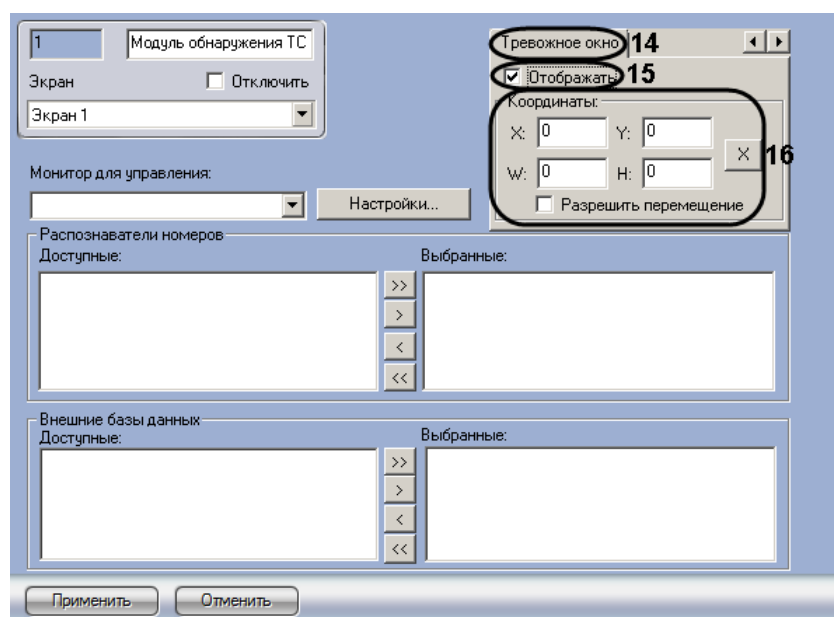 1 Модуль обнаружения ТС
Экран Отключить
Экран 1
Тревожное окно 14
Отображать 15
Координаты:
X: 0 Y: 0
X 16
W: 0 H: 0
Разрешить перемещение
Монитор для управления:
Настройки...
Распознаватели номеров
Доступные: Выбранные:
>>
>
<
<<
Внешние базы данных
Доступные: Выбранные:
>>
>
<
<<
Применить Отменить